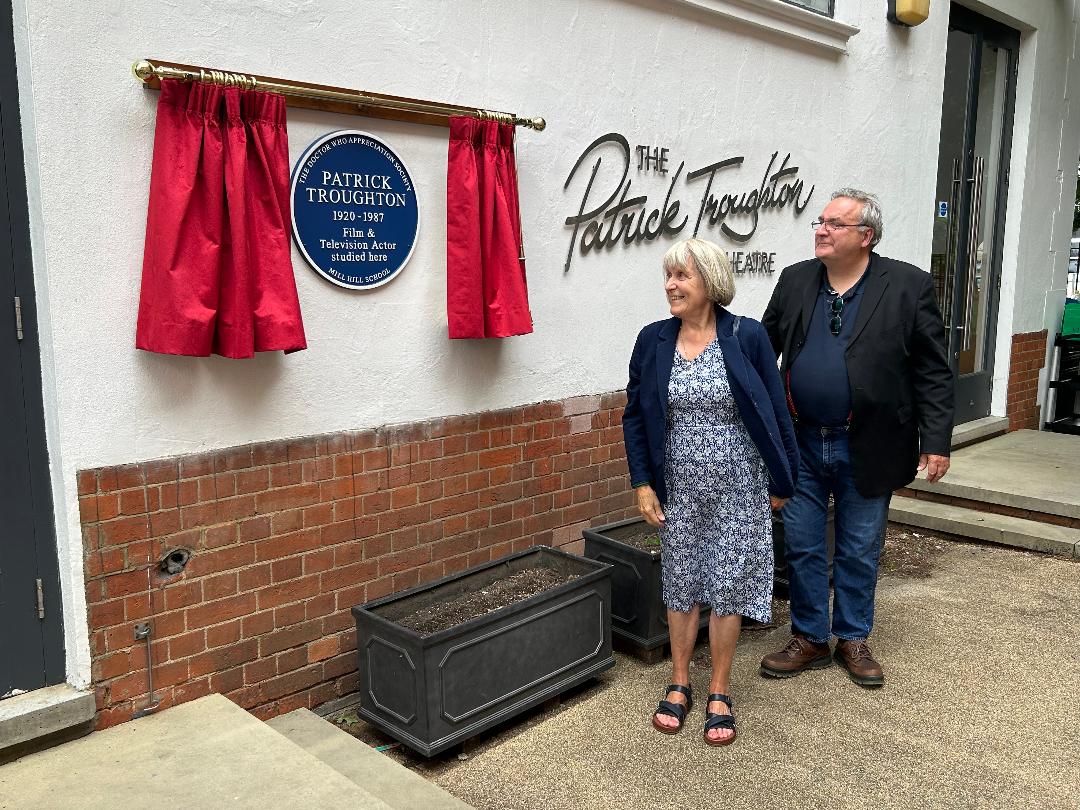 THE DOCTOR WHO APPRECIATION SOCIETY
PATRICK
TROUGHTON
1920 - 1987
Film &
Television Actor
studied here
MILL HILL SCHOOL
THE
Patrick Troughton
HEATRE